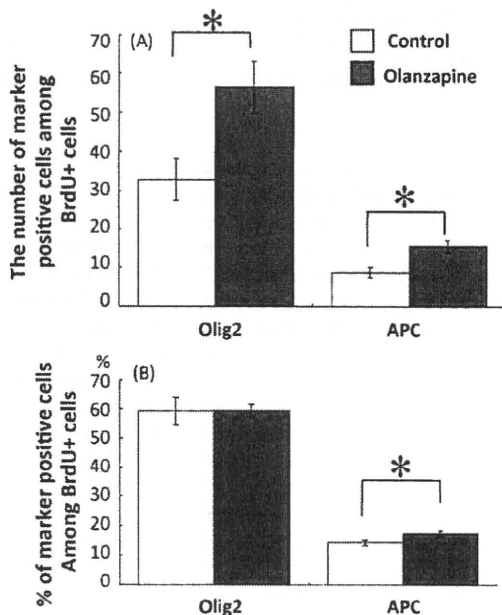 (A)
*
*
Control
Olanzapine
The number of marker
positive cells among
BrdU+ cells
70
60
50
40
30
20
10
0
Olig2
APC
%
(B)
*
% of marker positive cells
Among BrdU+ cells
70
60
50
40
30
20
10
0
Olig2
APC